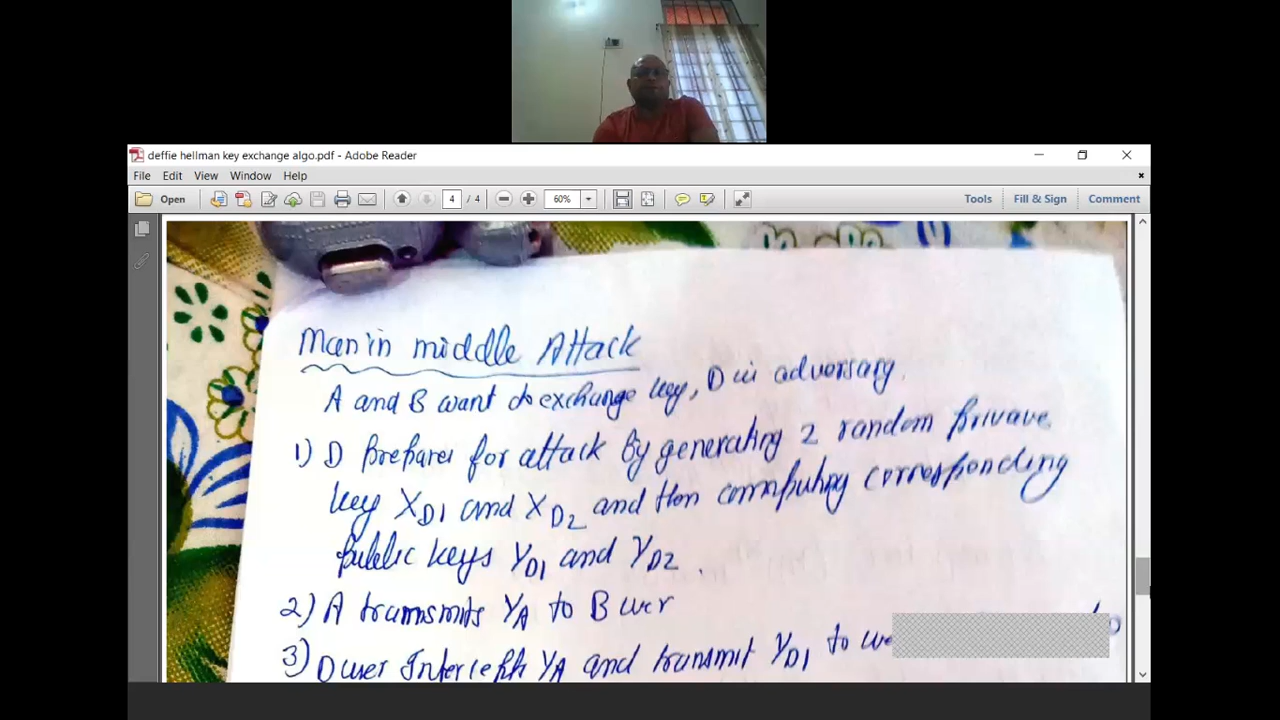 deffie hellman key exchange algo.pdf - Adobe Reader
File Edit View Window Help
Open 4 / 4 60% Tools Fill & Sign Comment
Man in middle Attack
A and B want to exchange key, D is adversary.
1) D prepares for attack by generating 2 random private
key XD1 and XD2 and then computing corresponding
public keys YD1 and YD2 .
2) A transmits YA to B user
3) D user Intercepts YA and transmit YD1 to